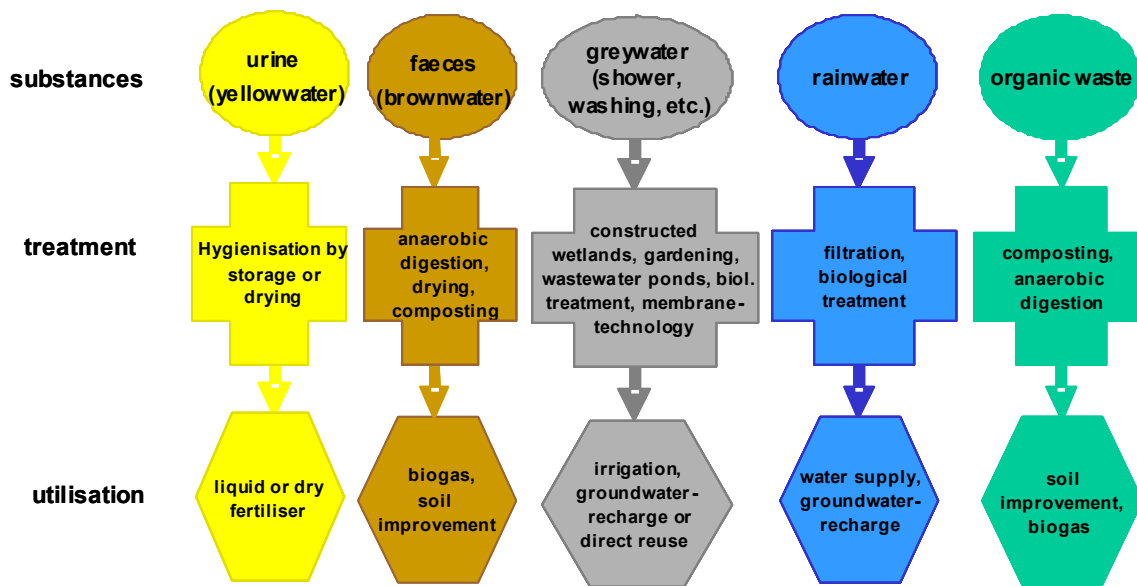 substances
urine
(yellowwater)
faeces
(brownwater)
greywater
(shower,
washing, etc.)
rainwater
organic waste
treatment
Hygienisation by
storage or
drying
anaerobic
digestion,
drying,
composting
constructed
wetlands, gardening,
wastewater ponds, biol.
treatment, membrane-
technology
filtration,
biological
treatment
composting,
anaerobic
digestion
utilisation
liquid or dry
fertiliser
biogas,
soil
improvement
irrigation,
groundwater-
recharge or
direct reuse
water supply,
groundwater-
recharge
soil
improvement,
biogas